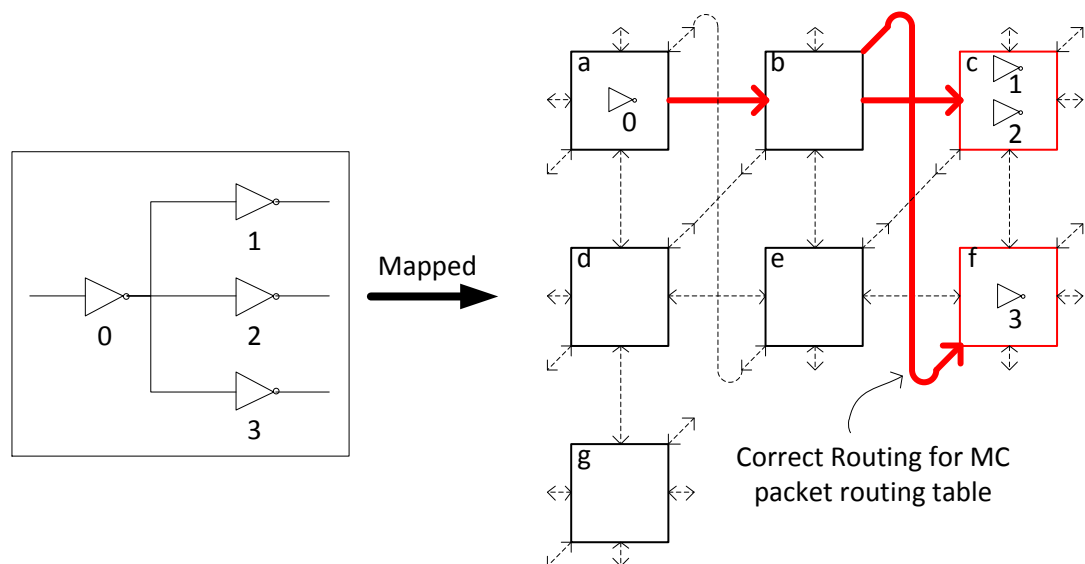 1
0
2
3
Mapped
a
0
b
c
1
2
d
e
f
3
g
Correct Routing for MC
packet routing table